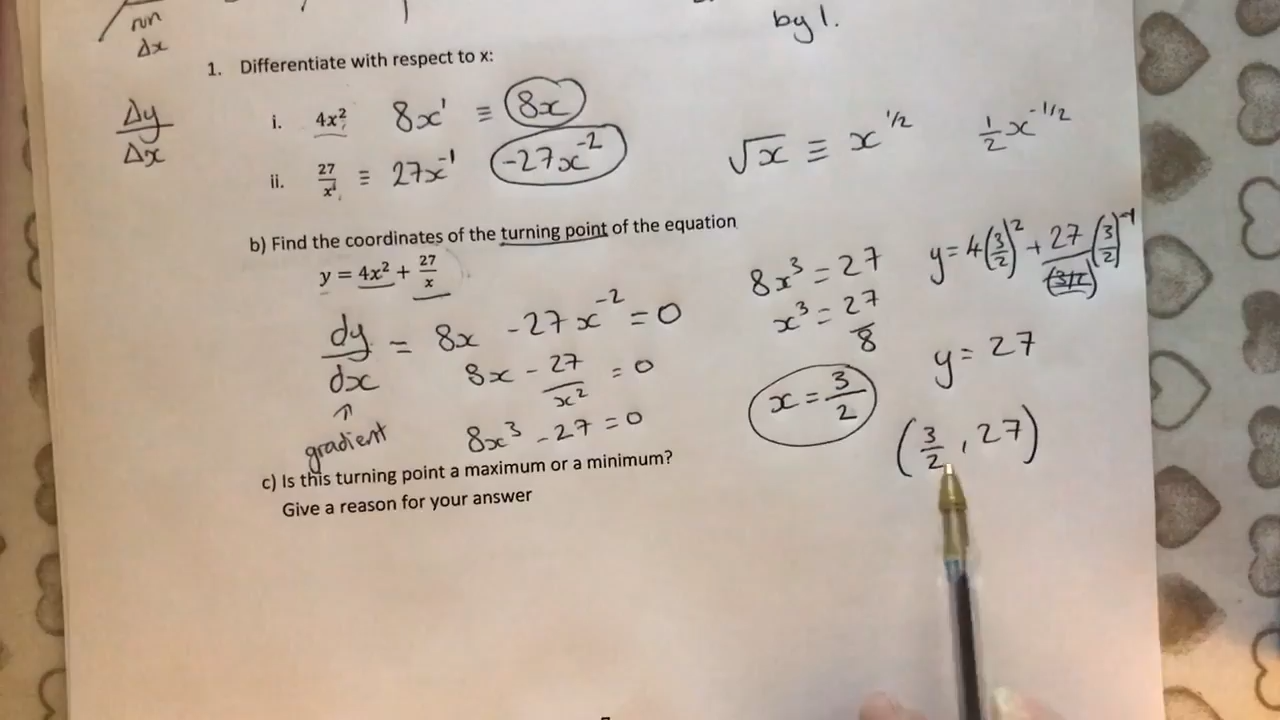 run
Δx
by 1.
1. Differentiate with respect to x:
Δy
Δx
i. 4x² 8x¹ ≡ 8x
√x ≡ x^1/2 ½x^-1/2
ii. 27/x¹ ≡ 27x⁻¹ -27x⁻²
b) Find the coordinates of the turning point of the equation
y = 4x² + 27/x
dy/dx = 8x - 27x⁻² = 0
↑
gradient
8x - 27/x² = 0
8x³ - 27 = 0
8x³ = 27
x³ = 27/8
x = 3/2
y = 4(3/2)² + 27/(3/2) (3/2)⁻¹
y = 27
(3/2, 27)
c) Is this turning point a maximum or a minimum?
Give a reason for your answer